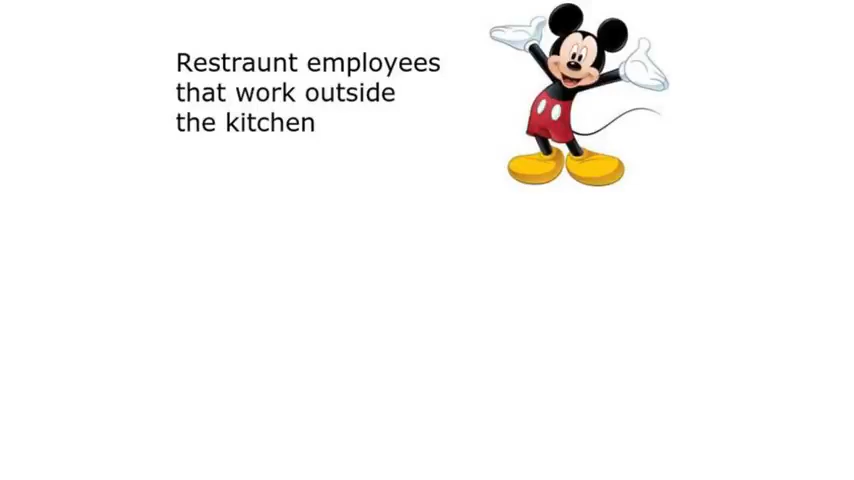 Restraunt employees
that work outside
the kitchen